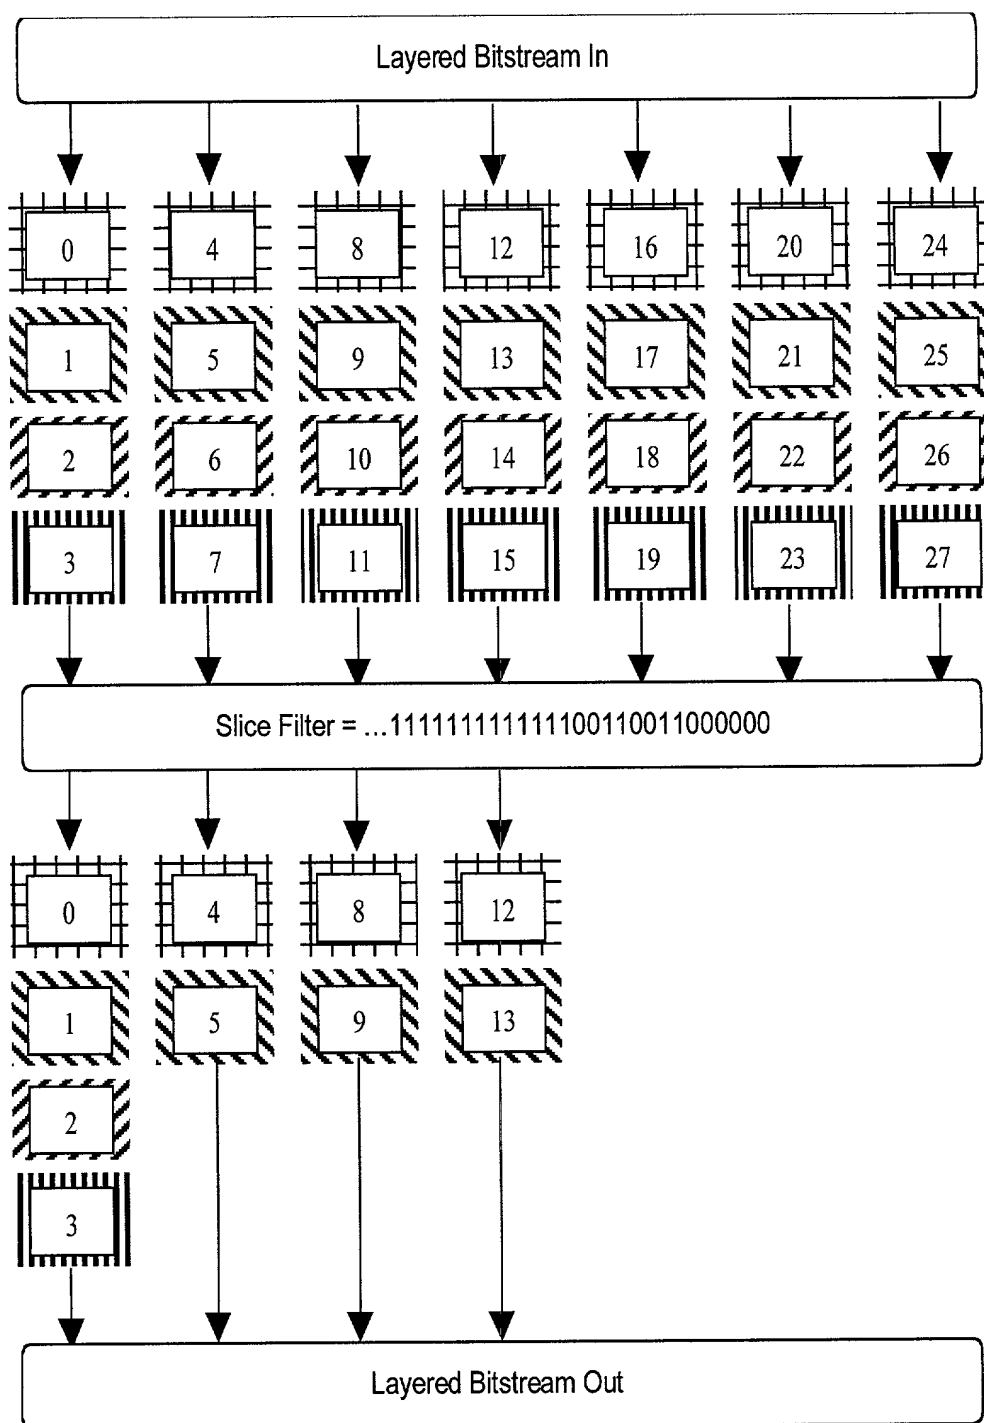 Layered Bitstream In
0 4 8 12 16 20 24
1 5 9 13 17 21 25
2 6 10 14 18 22 26
3 7 11 15 19 23 27
Slice Filter = …1111111111111100110011000000
0 4 8 12
1 5 9 13
2
3
Layered Bitstream Out